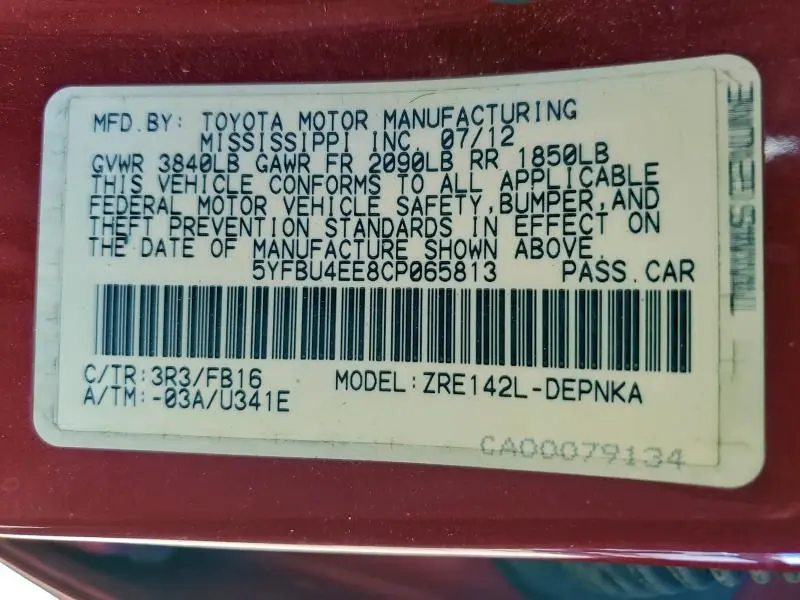 MFD.BY: TOYOTA MOTOR MANUFACTURING
MISSISSIPPI INC. 07/12
GVWR 3840LB GAWR FR 2090LB RR 1850LB
THIS VEHICLE CONFORMS TO ALL APPLICABLE
FEDERAL MOTOR VEHICLE SAFETY,BUMPER,AND
THEFT PREVENTION STANDARDS IN EFFECT ON
THE DATE OF MANUFACTURE SHOWN ABOVE.
5YFBU4EE8CP065813 PASS.CAR
C/TR:3R3/FB16 MODEL:ZRE142L-DEPNKA
A/TM:-03A/U341E
CA00079134